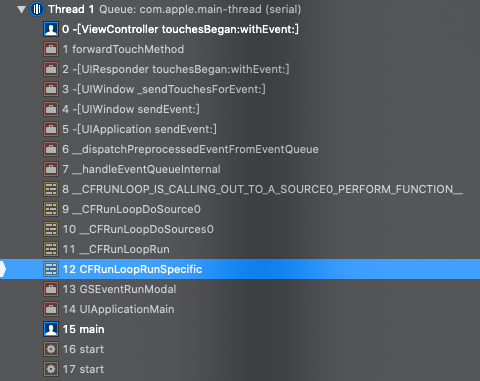 Thread 1 Queue: com.apple.main-thread (serial)
0 -[ViewController touchesBegan:withEvent:]
1 forwardTouchMethod
2 -[UIResponder touchesBegan:withEvent:]
3 -[UIWindow _sendTouchesForEvent:]
4 -[UIWindow sendEvent:]
5 -[UIApplication sendEvent:]
6 __dispatchPreprocessedEventFromEventQueue
7 __handleEventQueueInternal
8 __CFRUNLOOP_IS_CALLING_OUT_TO_A_SOURCE0_PERFORM_FUNCTION__
9 __CFRunLoopDoSource0
10 __CFRunLoopDoSources0
11 __CFRunLoopRun
12 CFRunLoopRunSpecific
13 GSEventRunModal
14 UIApplicationMain
15 main
16 start
17 start